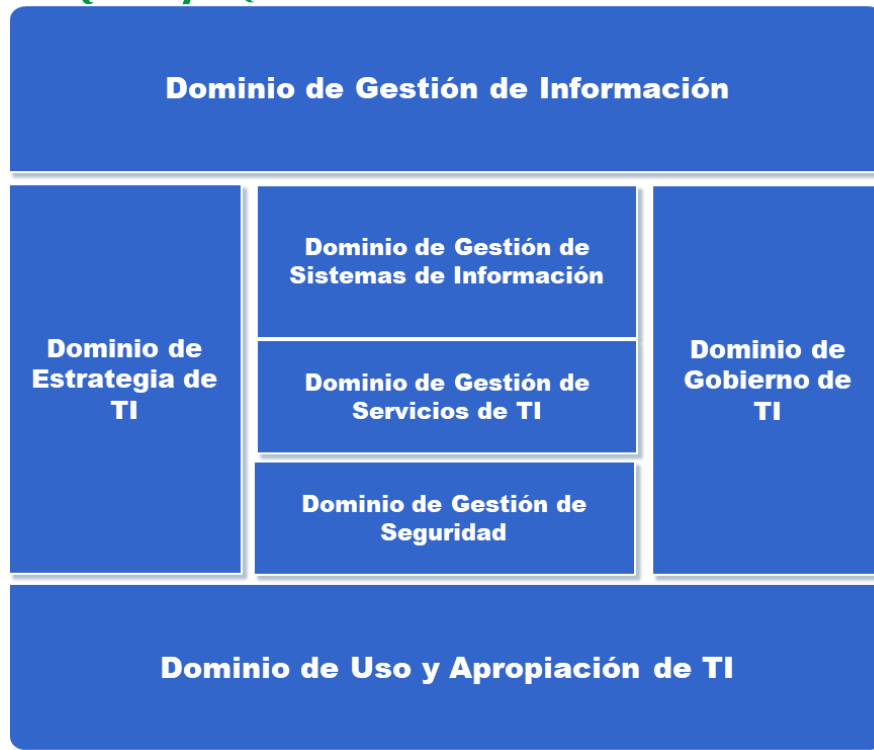 Dominio de Gestión de Información
Dominio de
Estrategia de
TI
Dominio de Gestión de
Sistemas de Información
Dominio de Gestión de
Servicios de TI
Dominio de Gestión de
Seguridad
Dominio de
Gobierno de
TI
Dominio de Uso y Apropiación de TI